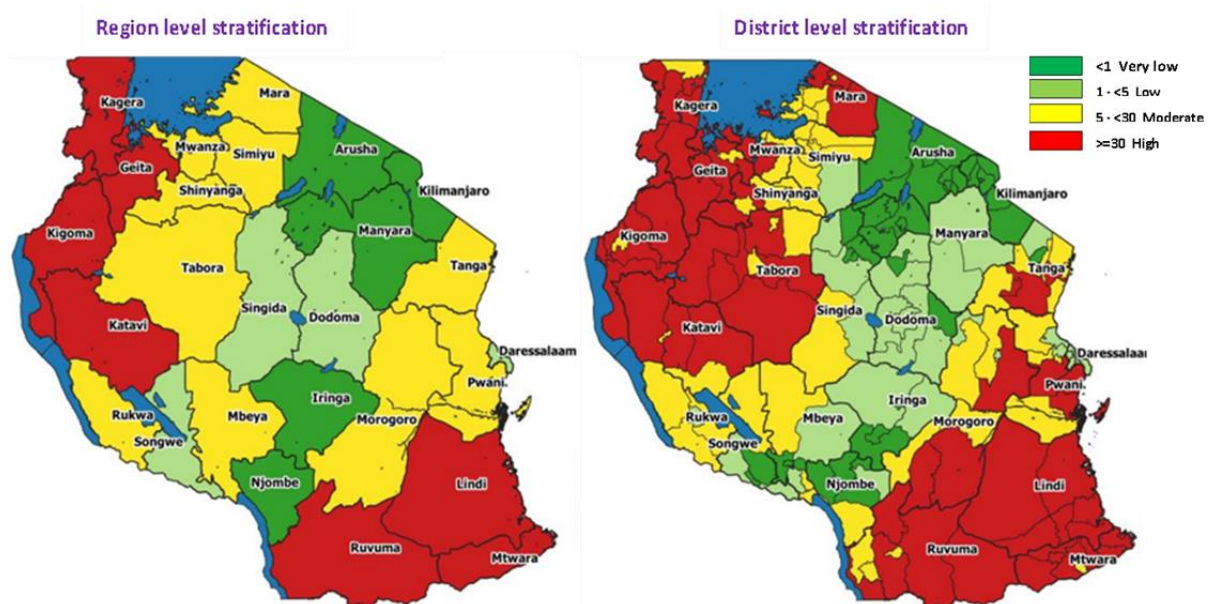 Region level stratification
District level stratification
<1 Very low
1 - <5 Low
5 - <30 Moderate
>=30 High
Kagera
Mara
Mwanza
Simiyu
Arusha
Geita
Shinyanga
Kilimanjaro
Kigoma
Manyara
Tabora
Tanga
Singida
Dodoma
Katavi
Daressalaam
Pwani.
Iringa
Rukwa
Mbeya
Morogoro
Songwe
Njombe
Lindi
Ruvuma
Mtwara
Kagera
Mara
Mwanza
Simiyu
Arusha
Geita
Shinyanga
Kilimanjaro
Kigoma
Manyara
Tabora
Tanga
Singida
Dodoma
Katavi
Daressalaam
Pwani.
Iringa
Rukwa
Mbeya
Morogoro
Songwe
Njombe
Lindi
Ruvuma
Mtwara